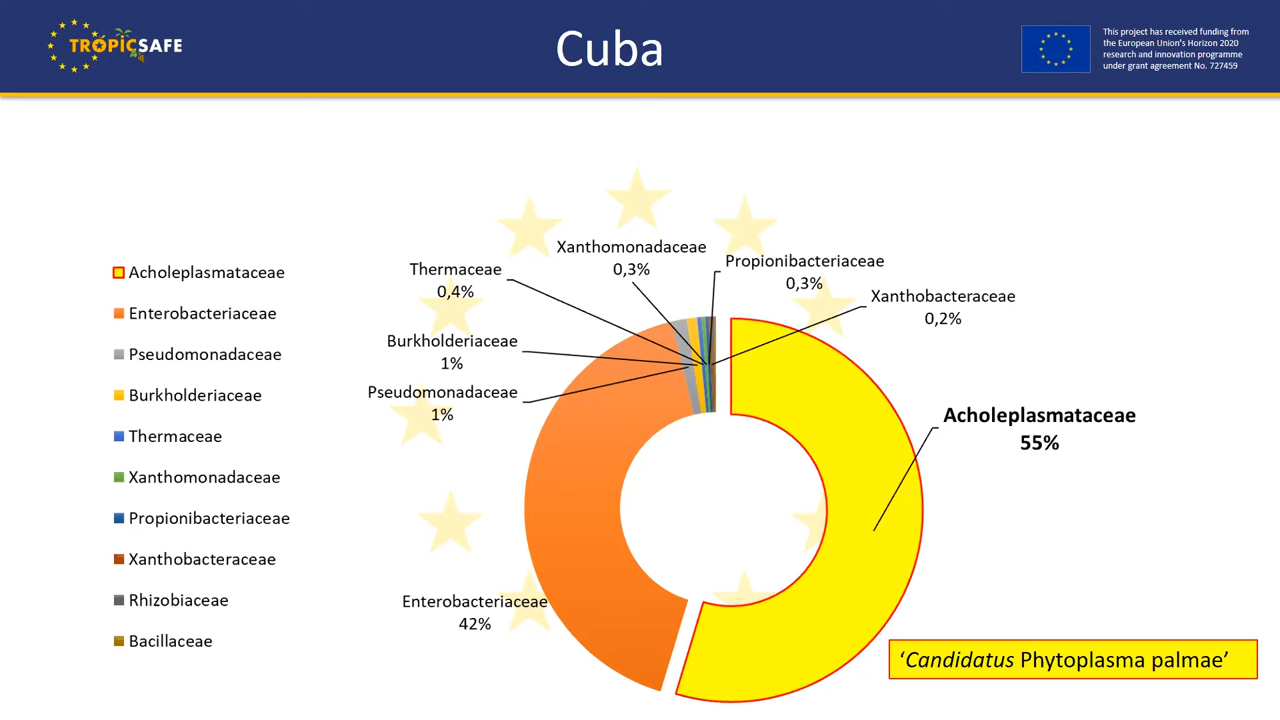 TROPICSAFE
Cuba
This project has received funding from
the European Union's Horizon 2020
research and innovation programme
under grant agreement No. 727459
Acholeplasmataceae
Enterobacteriaceae
Pseudomonadaceae
Burkholderiaceae
Thermaceae
Xanthomonadaceae
Propionibacteriaceae
Xanthobacteraceae
Rhizobiaceae
Bacillaceae
Xanthomonadaceae
0,3%
Propionibacteriaceae
0,3%
Thermaceae
0,4%
Xanthobacteraceae
0,2%
Burkholderiaceae
1%
Pseudomonadaceae
1%
Acholeplasmataceae
55%
Enterobacteriaceae
42%
‘Candidatus Phytoplasma palmae’